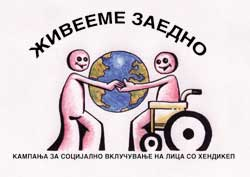 ЖИВЕЕМЕ ЗАЕДНО
КАМПАЊА ЗА СОЦИЈАЛНО ВКЛУЧУВАЊЕ НА ЛИЦА СО ХЕНДИКЕП